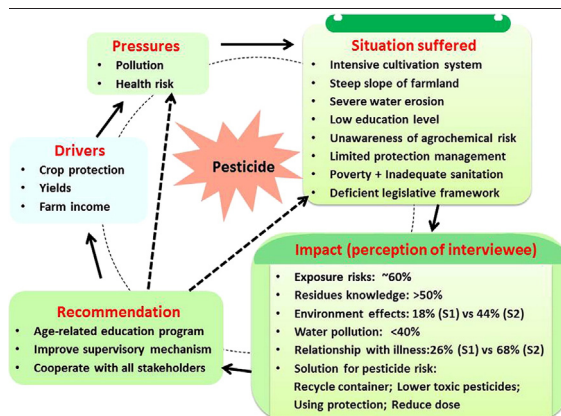 Pressures
• Pollution
• Health risk
Situation suffered
• Intensive cultivation system
• Steep slope of farmland
• Severe water erosion
• Low education level
• Unawareness of agrochemical risk
• Limited protection management
• Poverty + Inadequate sanitation
• Deficient legislative framework
Drivers
• Crop protection
• Yields
• Farm income
Pesticide
Impact (perception of interviewee)
• Exposure risks: ~60%
• Residues knowledge: >50%
• Environment effects: 18% (S1) vs 44% (S2)
• Water pollution: <40%
• Relationship with illness:26% (S1) vs 68% (S2)
• Solution for pesticide risk:
Recycle container; Lower toxic pesticides;
Using protection; Reduce dose
Recommendation
• Age-related education program
• Improve supervisory mechanism
• Cooperate with all stakeholders